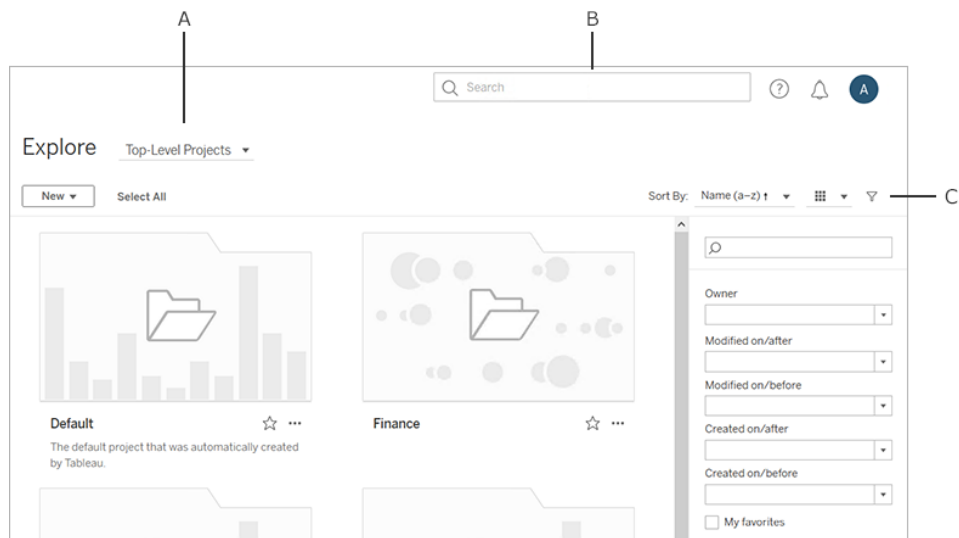 A
B
Search
A
Explore
Top-Level Projects
New
Select All
Sort By:
Name (a–z)
C
Owner
Modified on/after
Modified on/before
Created on/after
Created on/before
My favorites
Default
The default project that was automatically created
by Tableau.
Finance